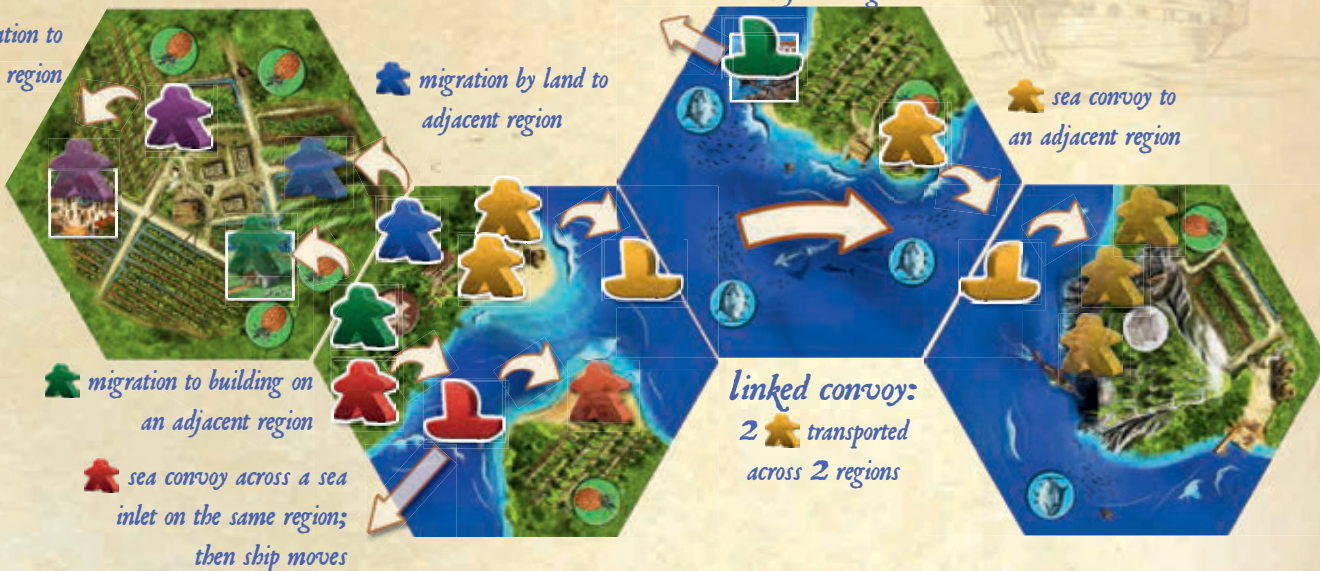 region
migration by land to
adjacent region
sea convoy to
an adjacent region
migration to building on
an adjacent region
sea convoy across a sea
inlet on the same region;
then ship moves
linked convoy:
2 transported
across 2 regions